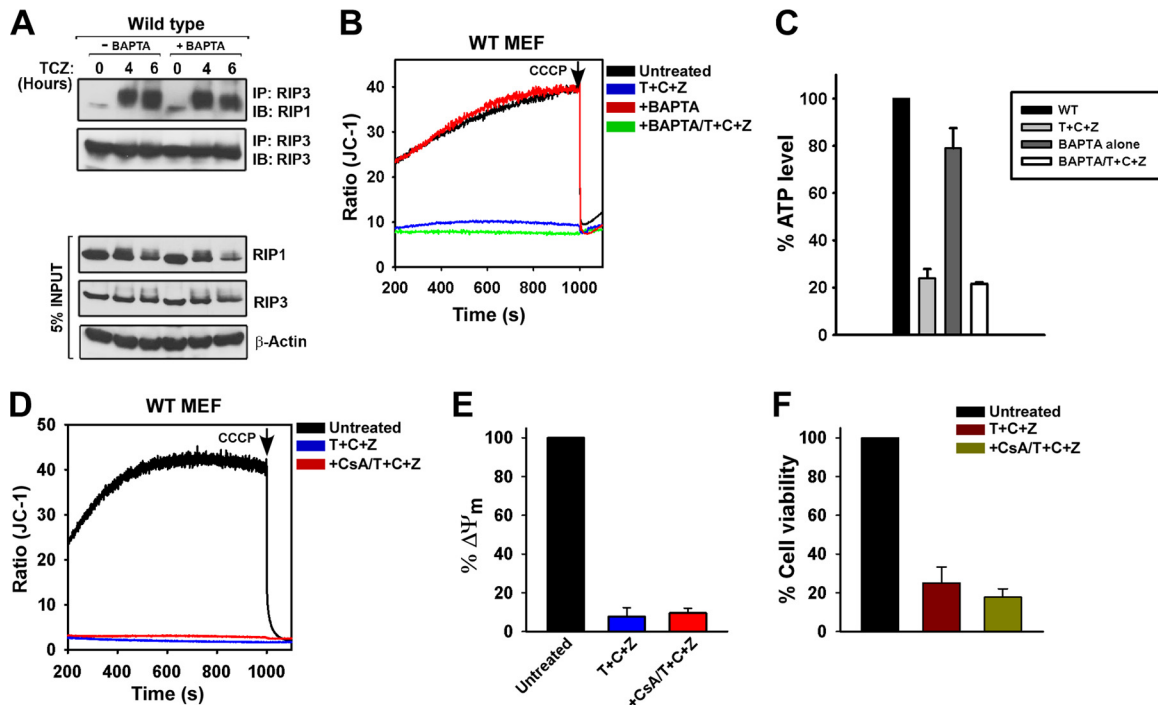 A
Wild type
– BAPTA + BAPTA
TCZ: 0 4 6 0 4 6
(Hours)
IP: RIP3
IB: RIP1
IP: RIP3
IB: RIP3
5% INPUT
RIP1
RIP3
β-Actin
B
WT MEF
CCCP
Untreated
T+C+Z
+BAPTA
+BAPTA/T+C+Z
Ratio (JC-1)
40
30
20
10
0
200 400 600 800 1000
Time (s)
C
% ATP level
100
80
60
40
20
0
WT
T+C+Z
BAPTA alone
BAPTA/T+C+Z
D
WT MEF
CCCP
Untreated
T+C+Z
+CsA/T+C+Z
Ratio (JC-1)
50
40
30
20
10
0
200 400 600 800 1000
Time (s)
E
% ΔΨm
100
80
60
40
20
0
Untreated
T+C+Z
+CsA/T+C+Z
F
Untreated
T+C+Z
+CsA/T+C+Z
% Cell viability
100
80
60
40
20
0